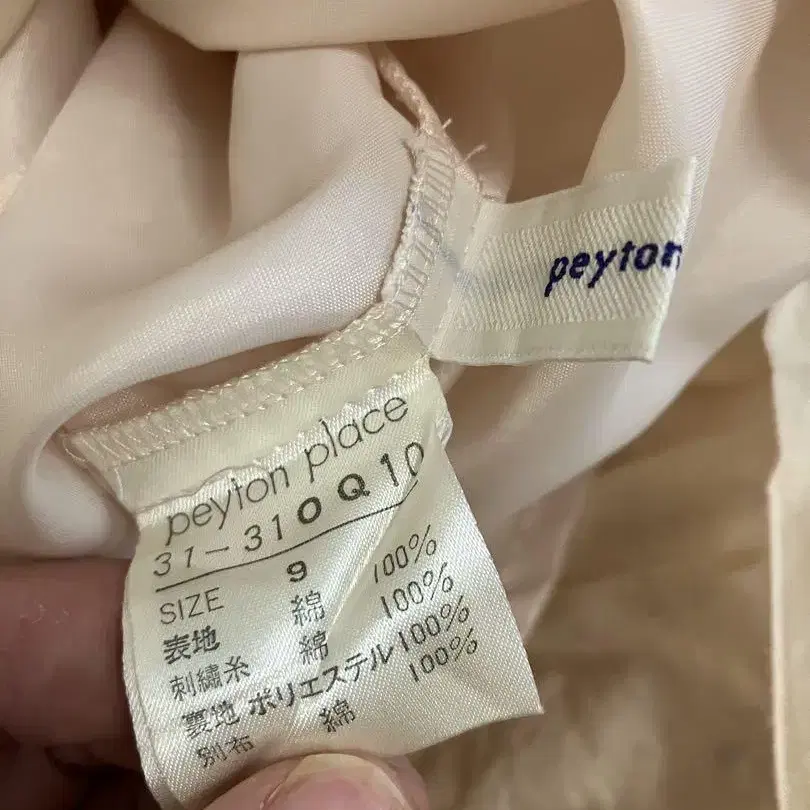 peyton
peyton place
31-310Q10
SIZE 9
表地 綿 100%
刺繍糸 綿 100%
裏地 ポリエステル 100%
別布 綿 100%